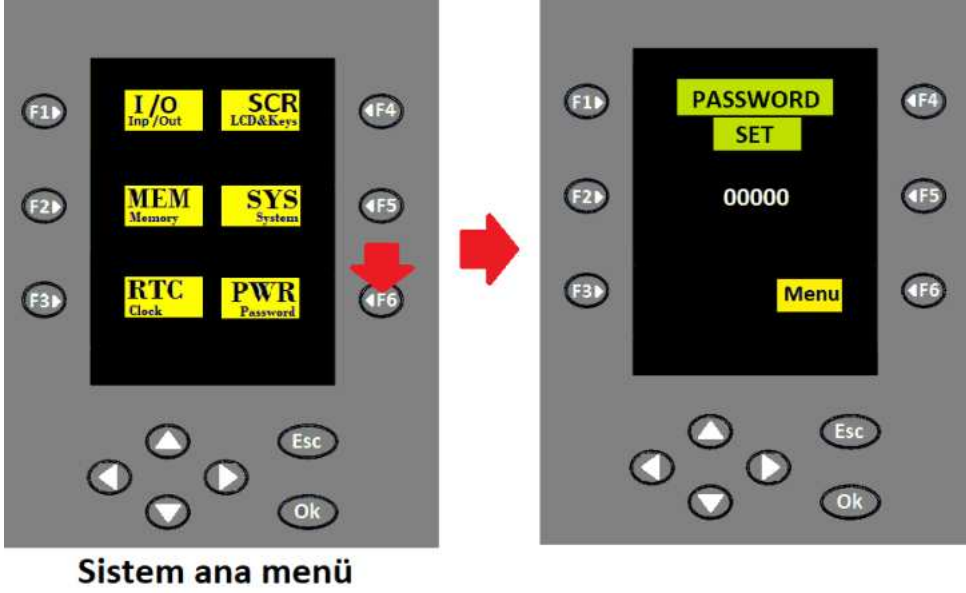 F1
I/O
Inp/Out
SCR
LCD&Keys
F4
F2
MEM
Memory
SYS
System
F5
F3
RTC
Clock
PWR
Password
F6
Esc
Ok
Sistem ana menü
F1
PASSWORD
SET
F4
F2
00000
F5
F3
Menu
F6
Esc
Ok